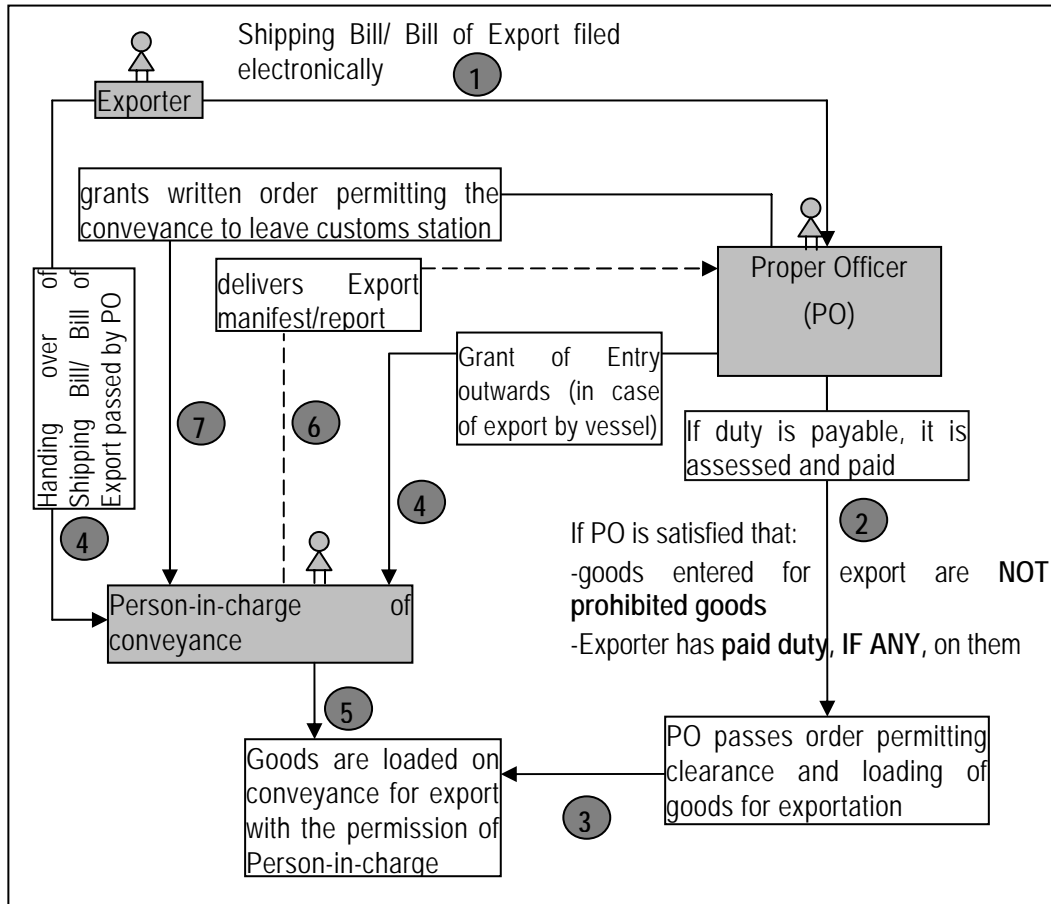 Shipping Bill/ Bill of Export filed
electronically
1
Exporter
grants written order permitting the
conveyance to leave customs station
Proper Officer
(PO)
delivers Export
manifest/report
Handing over of
Shipping Bill/ Bill of
Export passed by PO
Grant of Entry
outwards (in case
of export by vessel)
7
6
If duty is payable, it is
assessed and paid
4
4
2
If PO is satisfied that:
-goods entered for export are NOT
prohibited goods
-Exporter has paid duty, IF ANY, on them
Person-in-charge of
conveyance
5
Goods are loaded on
conveyance for export
with the permission of
Person-in-charge
3
PO passes order permitting
clearance and loading of
goods for exportation